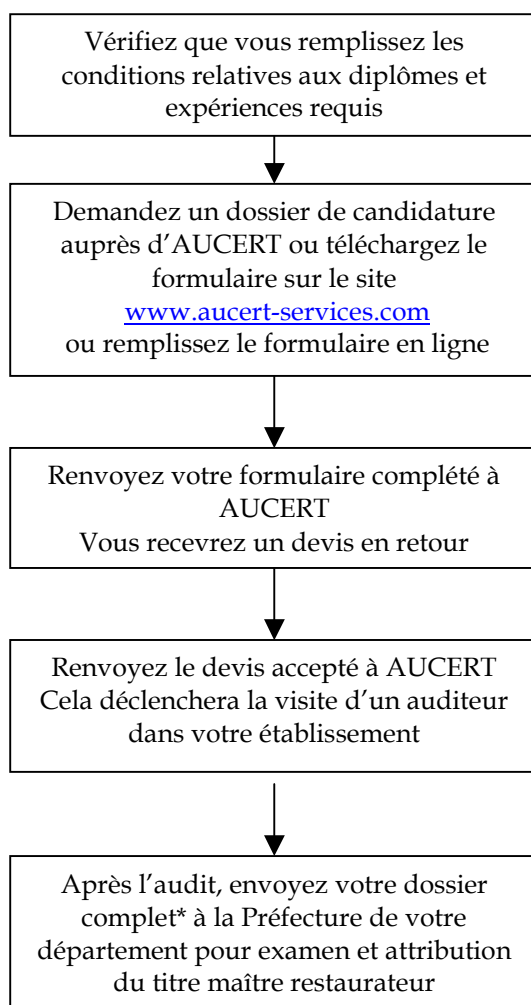 Vérifiez que vous remplissez les
conditions relatives aux diplômes et
expériences requis
Demandez un dossier de candidature
auprès d’AUCERT ou téléchargez le
formulaire sur le site
www.aucert-services.com
ou remplissez le formulaire en ligne
Renvoyez votre formulaire complété à
AUCERT
Vous recevrez un devis en retour
Renvoyez le devis accepté à AUCERT
Cela déclenchera la visite d’un auditeur
dans votre établissement
Après l’audit, envoyez votre dossier
complet* à la Préfecture de votre
département pour examen et attribution
du titre maître restaurateur